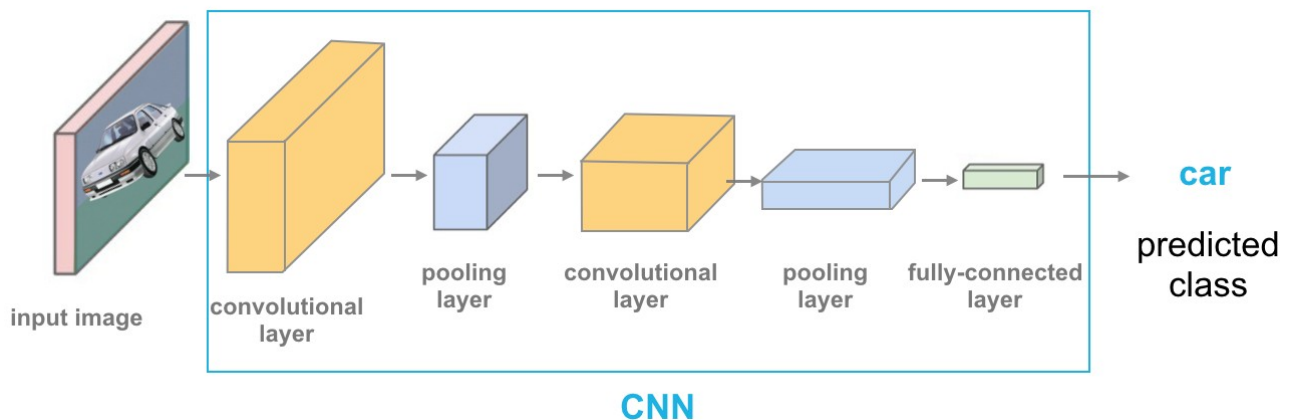 input image
convolutional
layer
pooling
layer
convolutional
layer
pooling
layer
fully-connected
layer
car
predicted
class
CNN